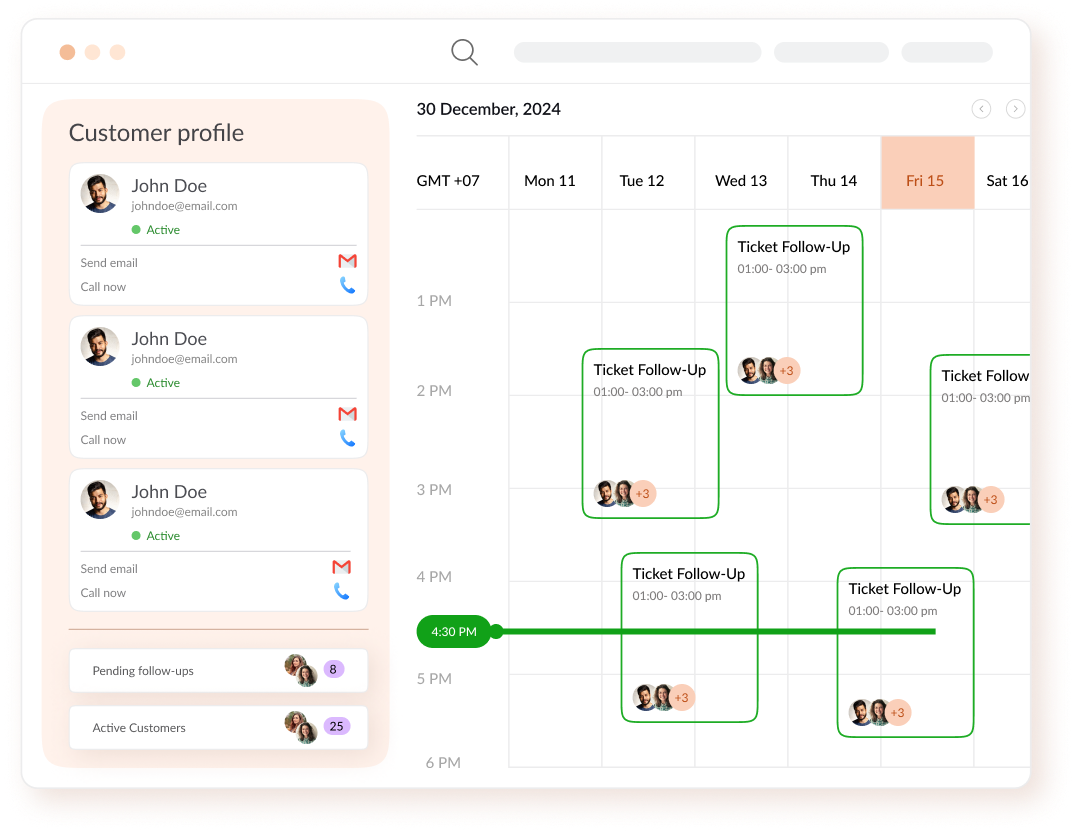 Customer profile
John Doe
johndoe@email.com
Active
Send email
Call now
John Doe
johndoe@email.com
Active
Send email
Call now
John Doe
johndoe@email.com
Active
Send email
Call now
Pending follow-ups 8
Active Customers 25
30 December, 2024
GMT +07 Mon 11 Tue 12 Wed 13 Thu 14 Fri 15 Sat 16
Ticket Follow-Up
01:00- 03:00 pm
+3
1 PM
Ticket Follow-Up
01:00- 03:00 pm
+3
2 PM
Ticket Follow
01:00- 03:00 pm
+3
3 PM
4 PM
Ticket Follow-Up
01:00- 03:00 pm
+3
Ticket Follow-Up
01:00- 03:00 pm
+3
4:30 PM
5 PM
6 PM